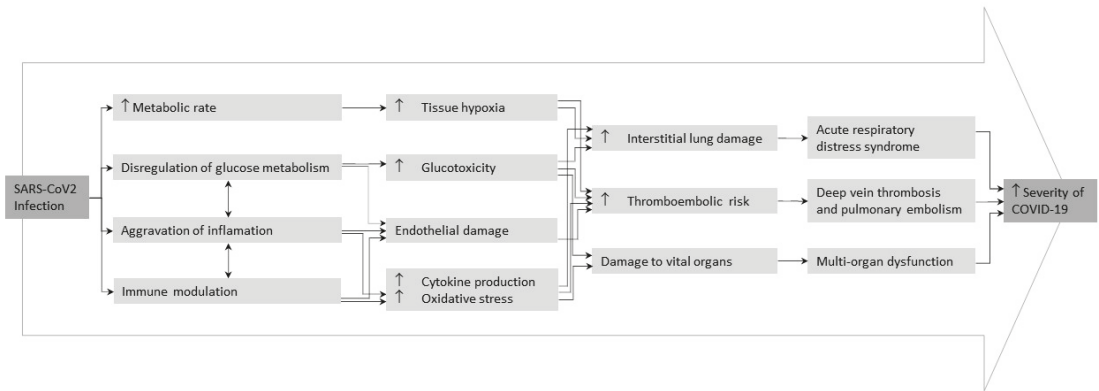 SARS-CoV2
Infection
↑ Metabolic rate
Disregulation of glucose metabolism
Aggravation of inflamation
Immune modulation
↑ Tissue hypoxia
↑ Glucotoxicity
Endothelial damage
↑ Cytokine production
↑ Oxidative stress
↑ Interstitial lung damage
↑ Thromboembolic risk
Damage to vital organs
Acute respiratory
distress syndrome
Deep vein thrombosis
and pulmonary embolism
Multi-organ dysfunction
↑ Severity of
COVID-19